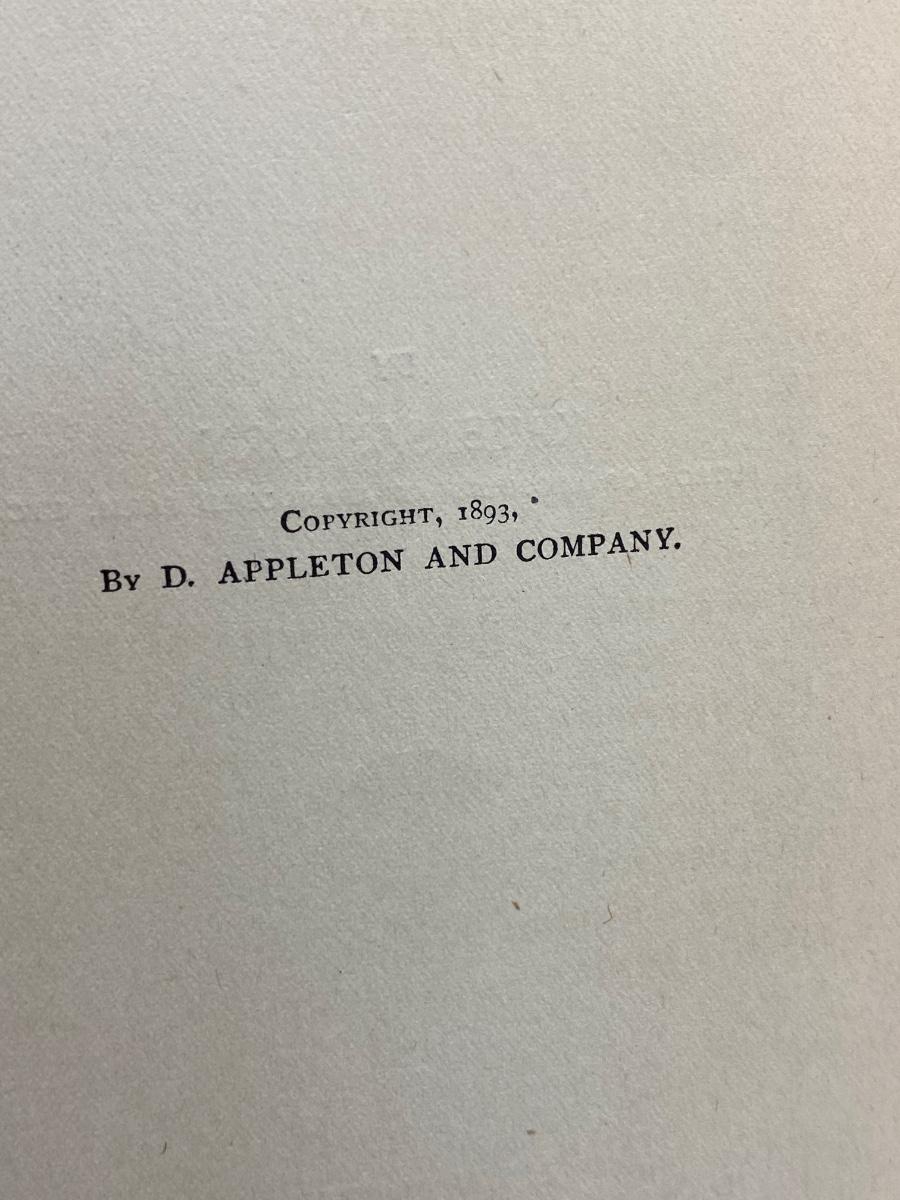 Copyright, 1893,
By D. APPLETON AND COMPANY.